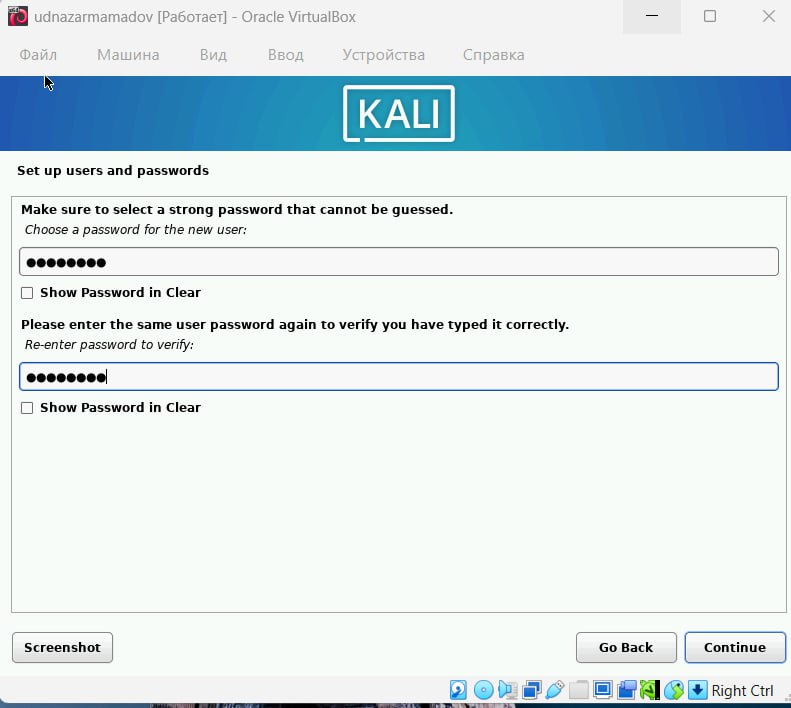 udnazarmamadov [Работает] - Oracle VirtualBox
Файл Машина Вид Ввод Устройства Справка
KALI
Set up users and passwords
Make sure to select a strong password that cannot be guessed.
Choose a password for the new user:
●●●●●●●●
Show Password in Clear
Please enter the same user password again to verify you have typed it correctly.
Re-enter password to verify:
●●●●●●●●
Show Password in Clear
Screenshot Go Back Continue
Right Ctrl